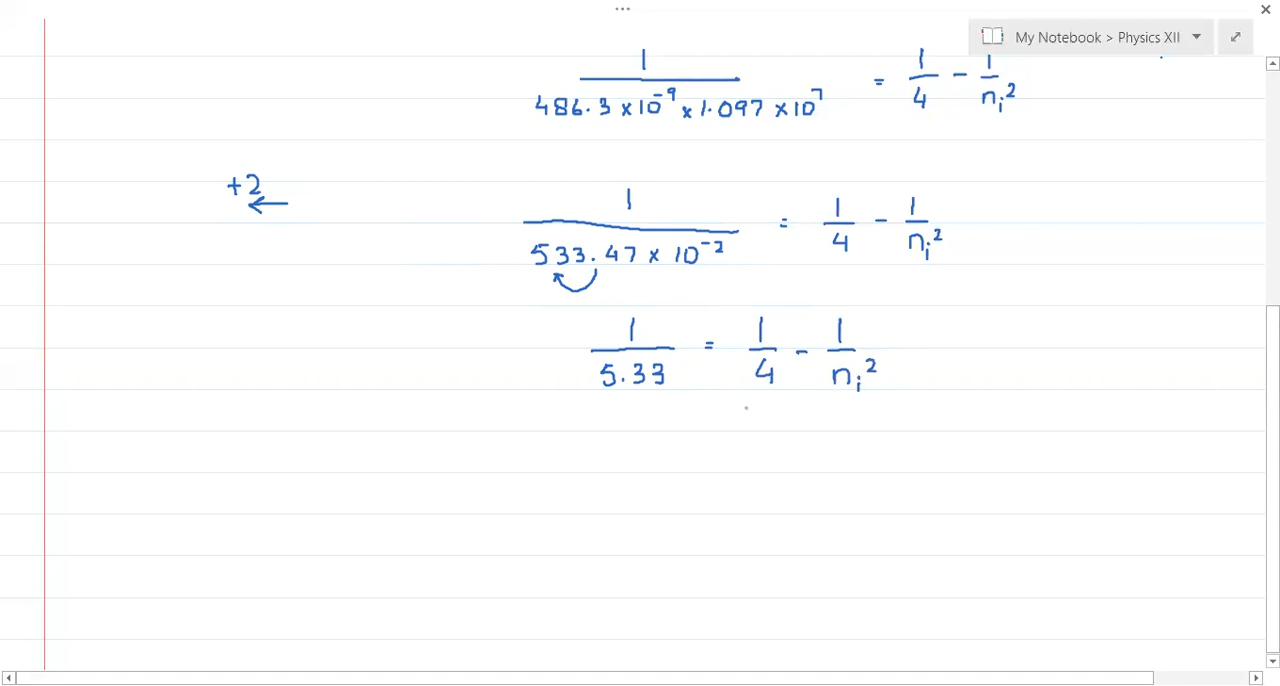 My Notebook > Physics XII
1 / (486.3 × 10⁻⁹ × 1.097 × 10⁷) = 1/4 - 1/nᵢ²
+2
1 / (533.47 × 10⁻²) = 1/4 - 1/nᵢ²
1 / 5.33 = 1/4 - 1/nᵢ²